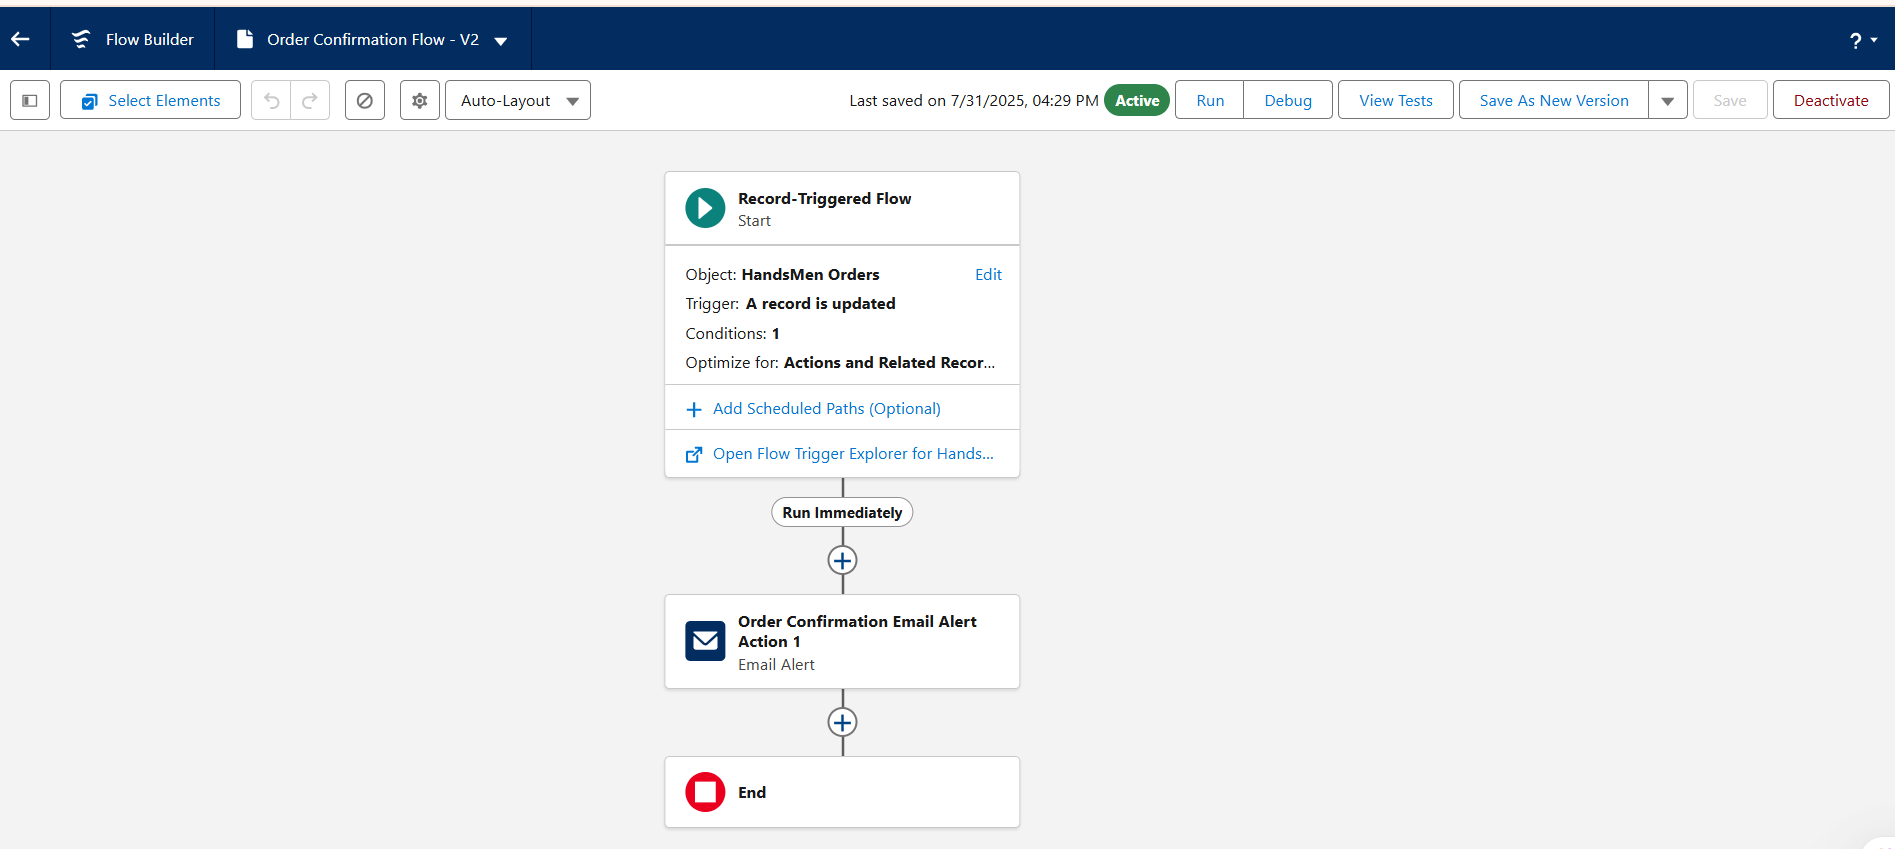 Flow Builder
Order Confirmation Flow - V2
?
Select Elements
Auto-Layout
Last saved on 7/31/2025, 04:29 PM
Active
Run
Debug
View Tests
Save As New Version
Save
Deactivate
Record-Triggered Flow
Start
Object: HandsMen Orders
Edit
Trigger: A record is updated
Conditions: 1
Optimize for: Actions and Related Recor...
Add Scheduled Paths (Optional)
Open Flow Trigger Explorer for Hands...
Run Immediately
Order Confirmation Email Alert
Action 1
Email Alert
End